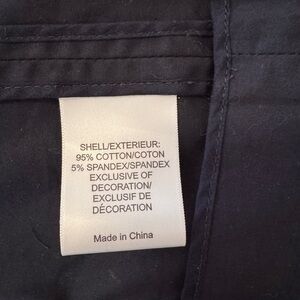 SHELL/EXTERIEUR:
95% COTTON/COTON
5% SPANDEX/SPANDEX
EXCLUSIVE OF
DECORATION/
EXCLUSIF DE
DÉCORATION
Made in China